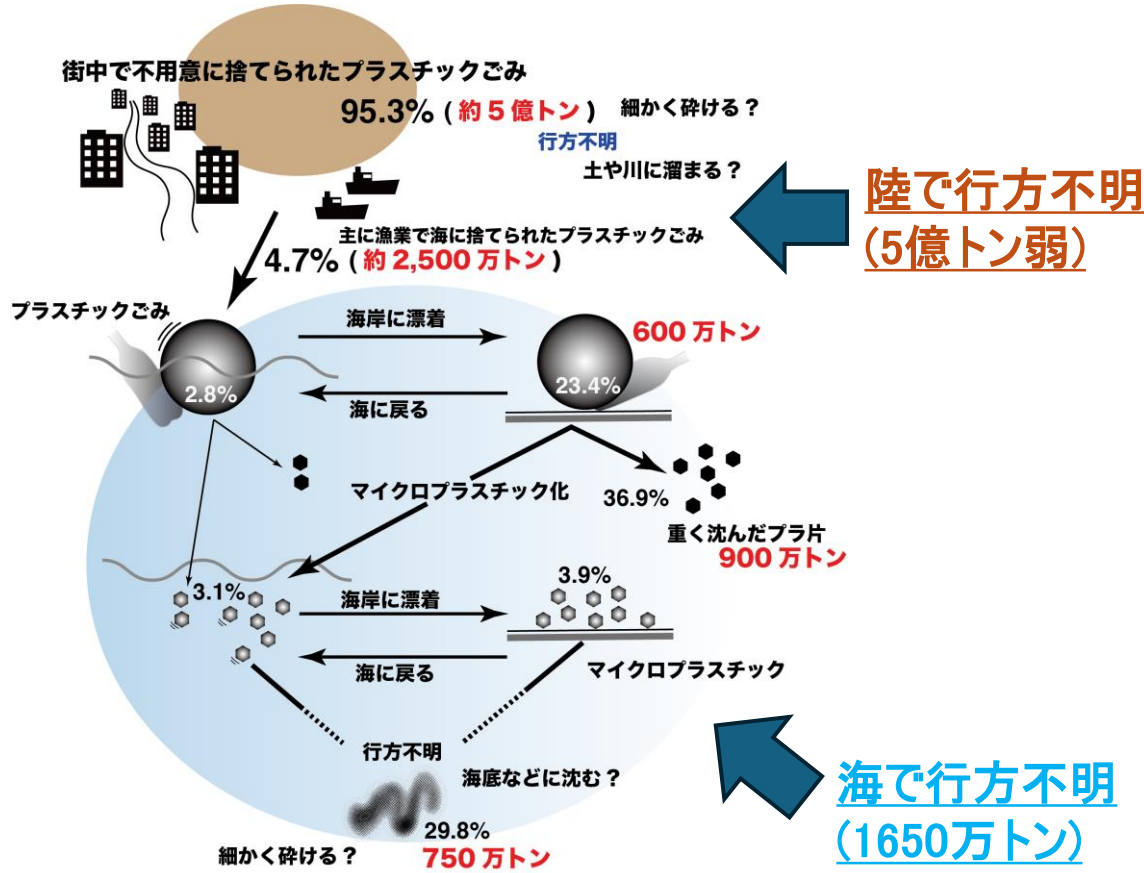 街中で不用意に捨てられたプラスチックごみ
95.3% ( 約 5 億トン )
細かく砕ける？
行方不明
土や川に溜まる？
陸で行方不明
(5億トン弱)
主に漁業で海に捨てられたプラスチックごみ
4.7% ( 約 2,500 万トン )
プラスチックごみ
海岸に漂着
600 万トン
2.8%
23.4%
海に戻る
マイクロプラスチック化
36.9%
重く沈んだプラ片
900 万トン
3.1%
3.9%
海岸に漂着
海に戻る
マイクロプラスチック
行方不明
海底などに沈む？
29.8%
細かく砕ける？
750 万トン
海で行方不明
(1650万トン)